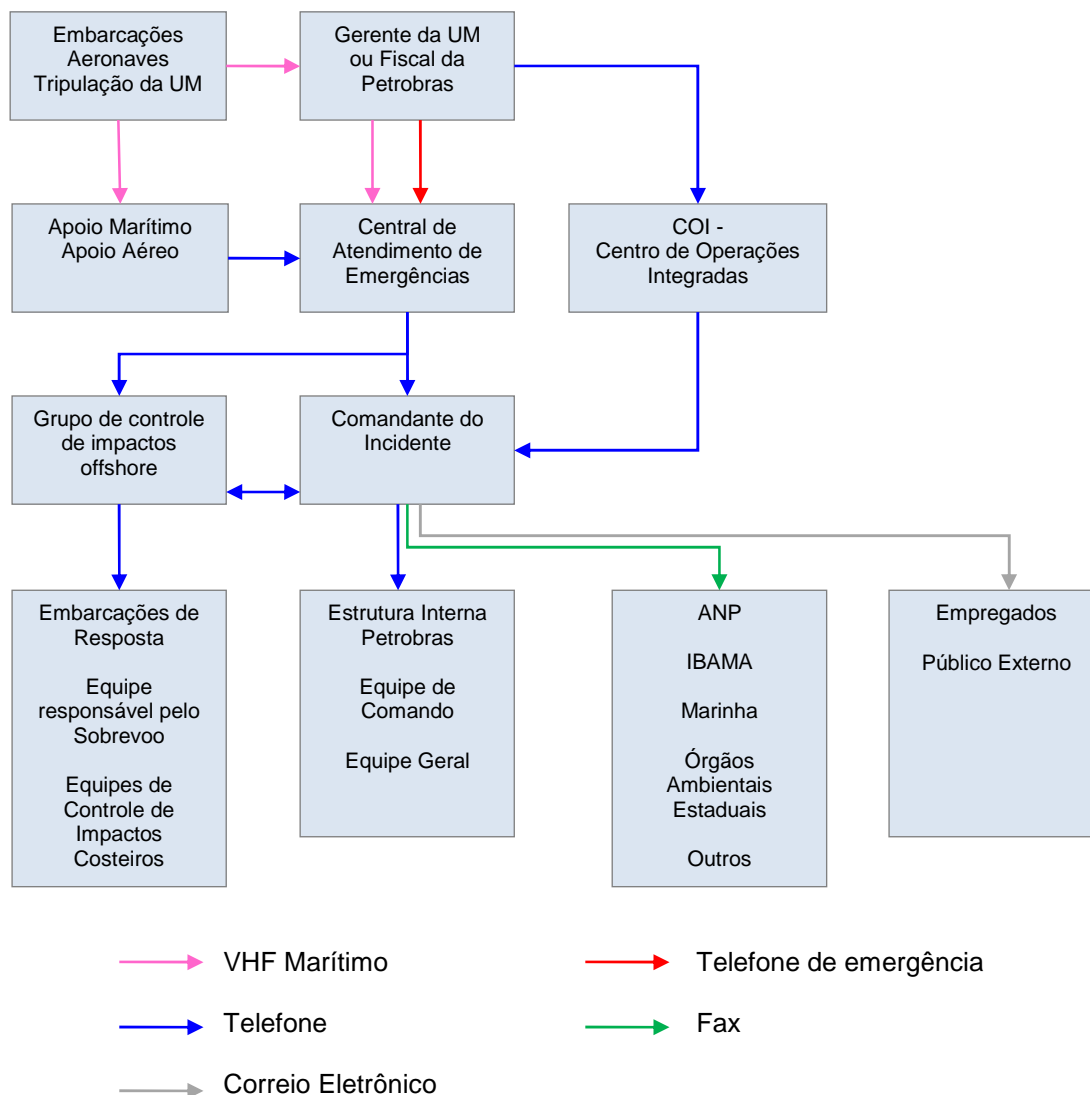 Embarcações
Aeronaves
Tripulação da UM
Gerente da UM
ou Fiscal da
Petrobras
Apoio Marítimo
Apoio Aéreo
Central de
Atendimento de
Emergências
COI -
Centro de Operações
Integradas
Grupo de controle
de impactos
offshore
Comandante do
Incidente
Embarcações de
Resposta
Equipe
responsável pelo
Sobrevoo
Equipes de
Controle de
Impactos
Costeiros
Estrutura Interna
Petrobras
Equipe de
Comando
Equipe Geral
ANP
IBAMA
Marinha
Órgãos
Ambientais
Estaduais
Outros
Empregados
Público Externo
VHF Marítimo
Telefone de emergência
Telefone
Fax
Correio Eletrônico